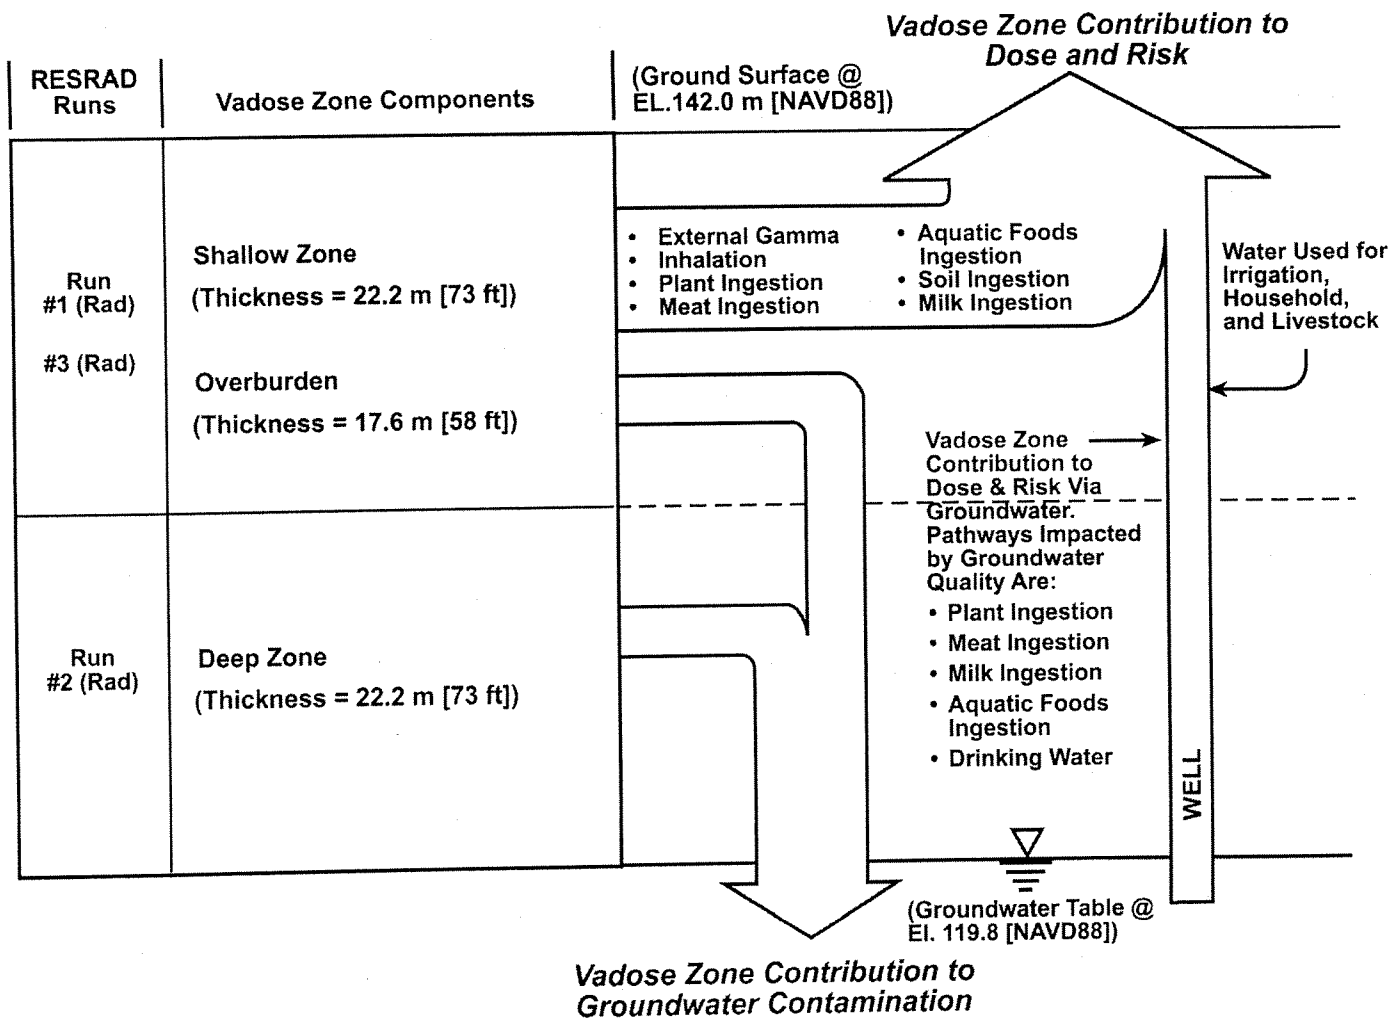 Vadose Zone Contribution to
Dose and Risk
RESRAD
Runs
Vadose Zone Components
(Ground Surface @
EL.142.0 m [NAVD88])
Run
#1 (Rad)
#3 (Rad)
Shallow Zone
(Thickness = 22.2 m [73 ft])
Overburden
(Thickness = 17.6 m [58 ft])
• External Gamma
• Inhalation
• Plant Ingestion
• Meat Ingestion
• Aquatic Foods
Ingestion
• Soil Ingestion
• Milk Ingestion
Water Used for
Irrigation,
Household,
and Livestock
Vadose Zone
Contribution to
Dose & Risk Via
Groundwater.
Pathways Impacted
by Groundwater
Quality Are:
• Plant Ingestion
• Meat Ingestion
• Milk Ingestion
• Aquatic Foods
Ingestion
• Drinking Water
Run
#2 (Rad)
Deep Zone
(Thickness = 22.2 m [73 ft])
WELL
(Groundwater Table @
El. 119.8 [NAVD88])
Vadose Zone Contribution to
Groundwater Contamination